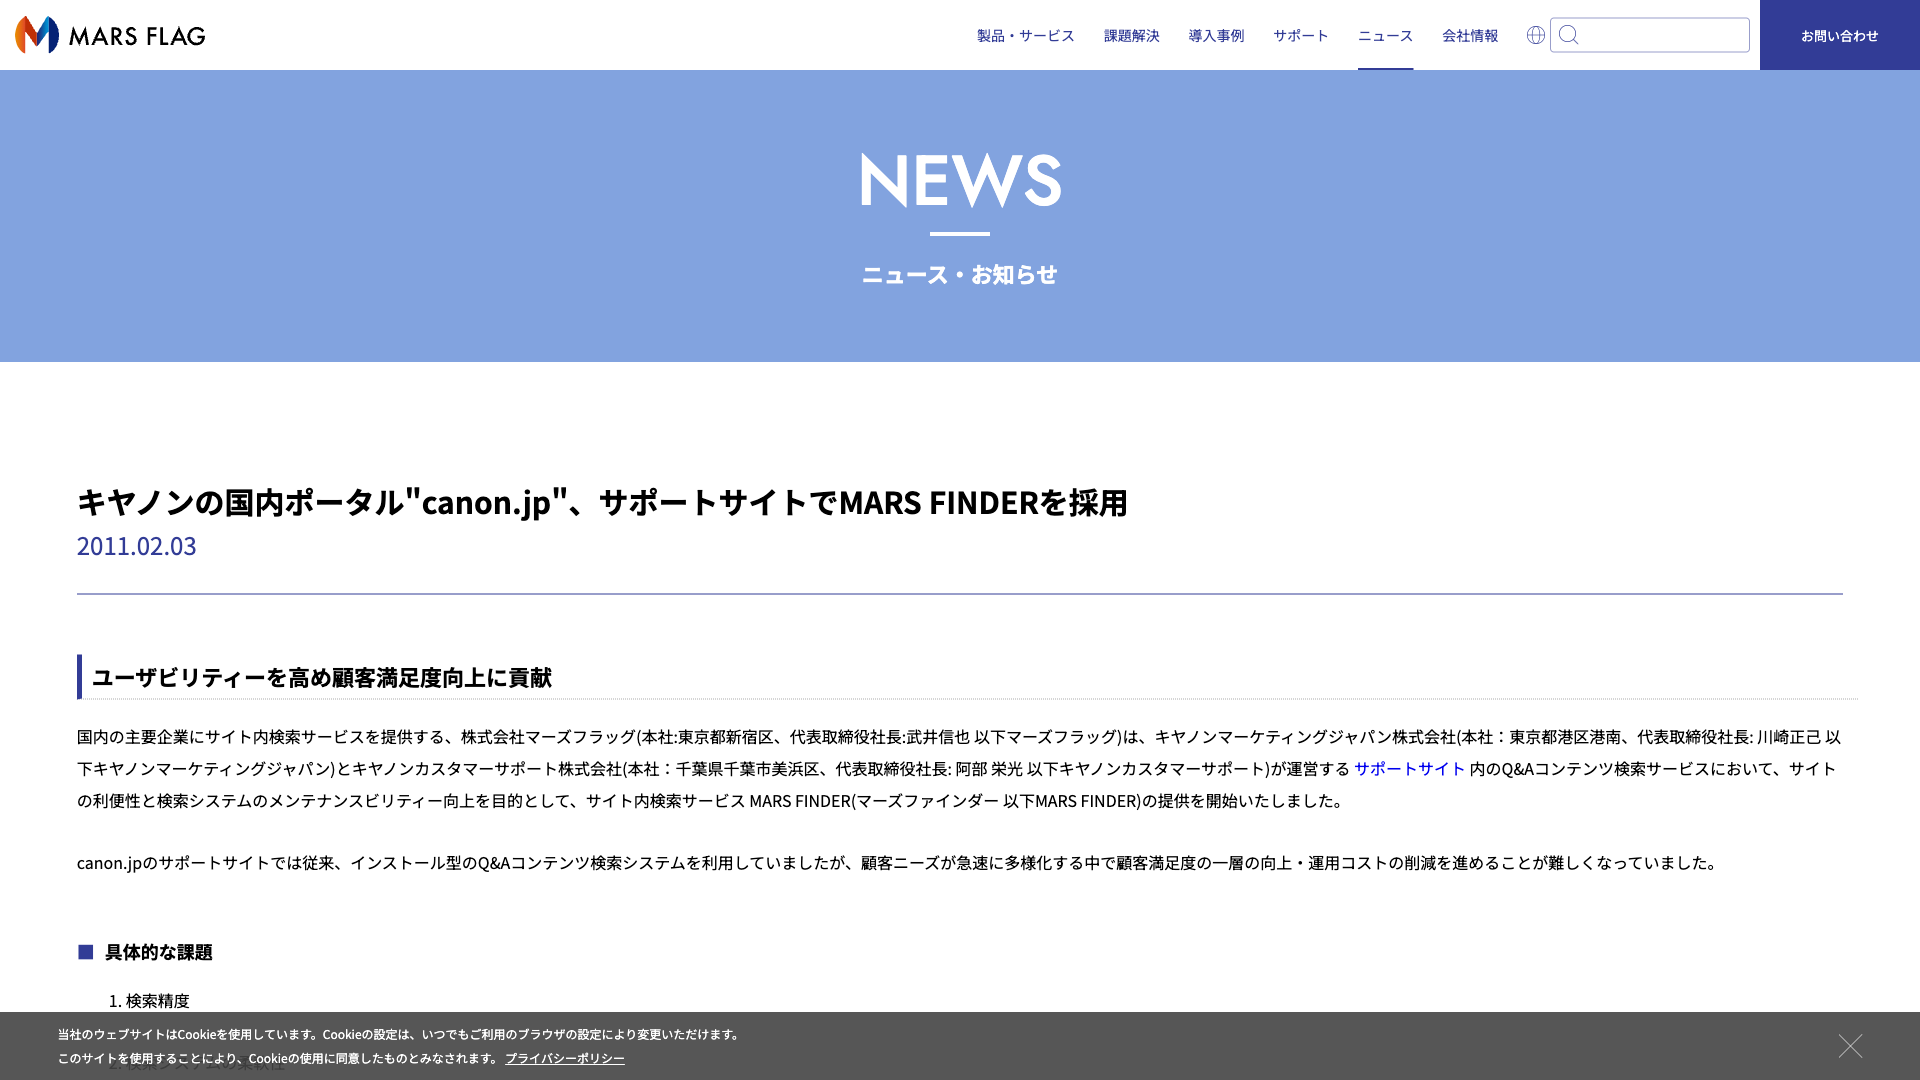 MARS FLAG
製品・サービス 課題解決 導入事例 サポート ニュース 会社情報 お問い合わせ
NEWS
ニュース・お知らせ
キヤノンの国内ポータル"canon.jp"、サポートサイトでMARS FINDERを採用
2011.02.03
ユーザビリティーを高め顧客満足度向上に貢献
国内の主要企業にサイト内検索サービスを提供する、株式会社マーズフラッグ(本社:東京都新宿区、代表取締役社長:武井信也 以下マーズフラッグ)は、キヤノンマーケティングジャパン株式会社(本社：東京都港区港南、代表取締役社長: 川崎正己 以
下キヤノンマーケティングジャパン)とキヤノンカスタマーサポート株式会社(本社：千葉県千葉市美浜区、代表取締役社長: 阿部 栄光 以下キヤノンカスタマーサポート)が運営する サポートサイト 内のQ&Aコンテンツ検索サービスにおいて、サイト
の利便性と検索システムのメンテナンスビリティー向上を目的として、サイト内検索サービス MARS FINDER(マーズファインダー 以下MARS FINDER)の提供を開始いたしました。
canon.jpのサポートサイトでは従来、インストール型のQ&Aコンテンツ検索システムを利用していましたが、顧客ニーズが急速に多様化する中で顧客満足度の一層の向上・運用コストの削減を進めることが難しくなっていました。
■ 具体的な課題
1. 検索精度
当社のウェブサイトはCookieを使用しています。Cookieの設定は、いつでもご利用のブラウザの設定により変更いただけます。
このサイトを使用することにより、Cookieの使用に同意したものとみなされます。 プライバシーポリシー
2. 検索システムの柔軟性